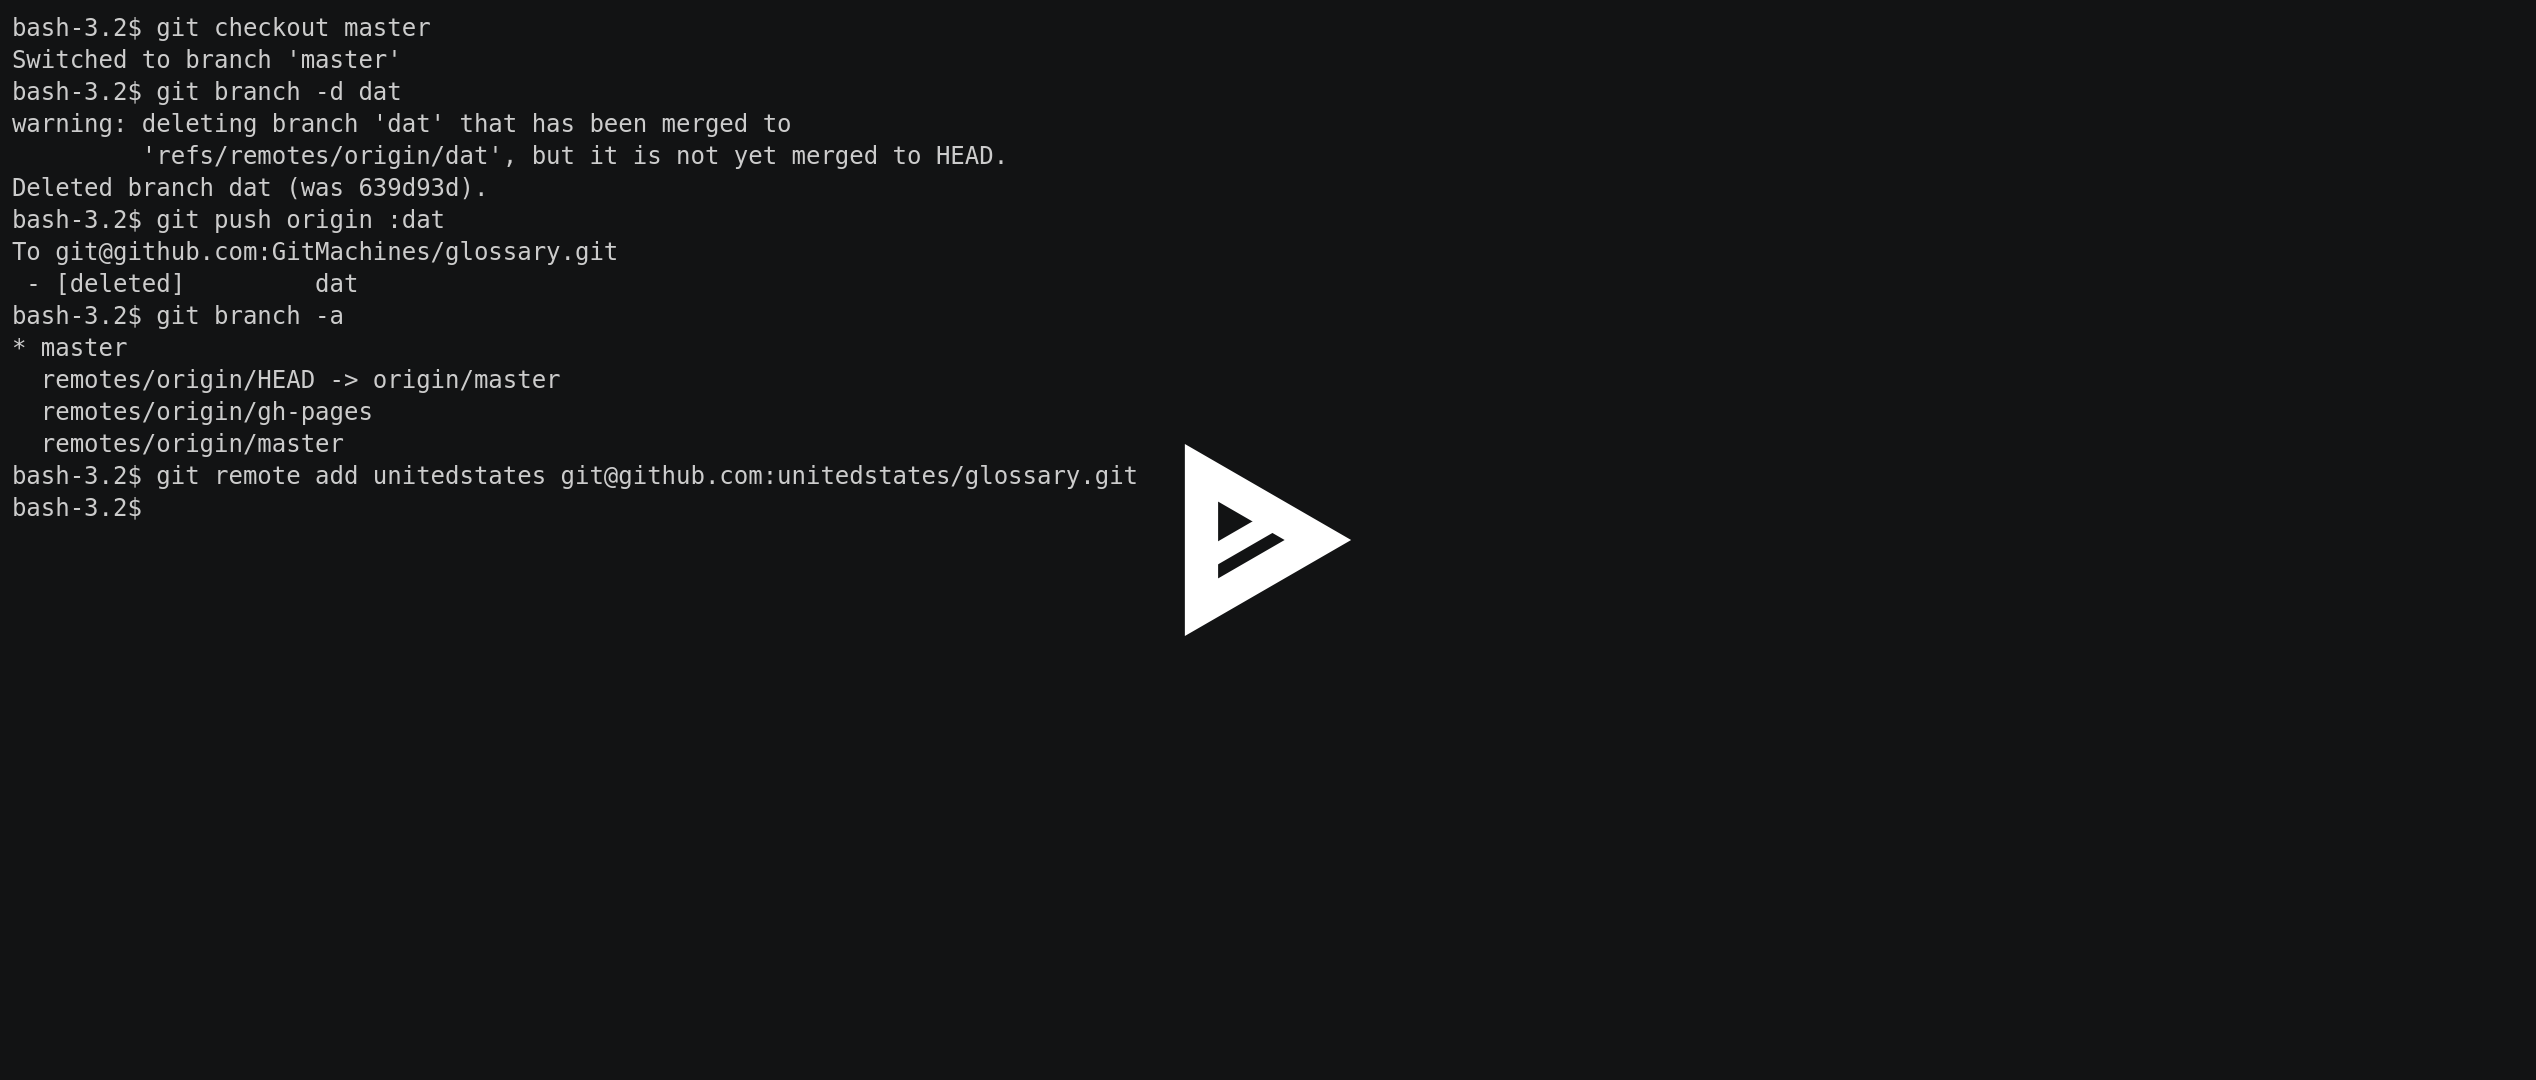 bash-3.2$ git checkout master
Switched to branch 'master'
bash-3.2$ git branch -d dat
warning: deleting branch 'dat' that has been merged to
         'refs/remotes/origin/dat', but it is not yet merged to HEAD.
Deleted branch dat (was 639d93d).
bash-3.2$ git push origin :dat
To git@github.com:GitMachines/glossary.git
 - [deleted]         dat
bash-3.2$ git branch -a
* master
  remotes/origin/HEAD -> origin/master
  remotes/origin/gh-pages
  remotes/origin/master
bash-3.2$ git remote add unitedstates git@github.com:unitedstates/glossary.git
bash-3.2$